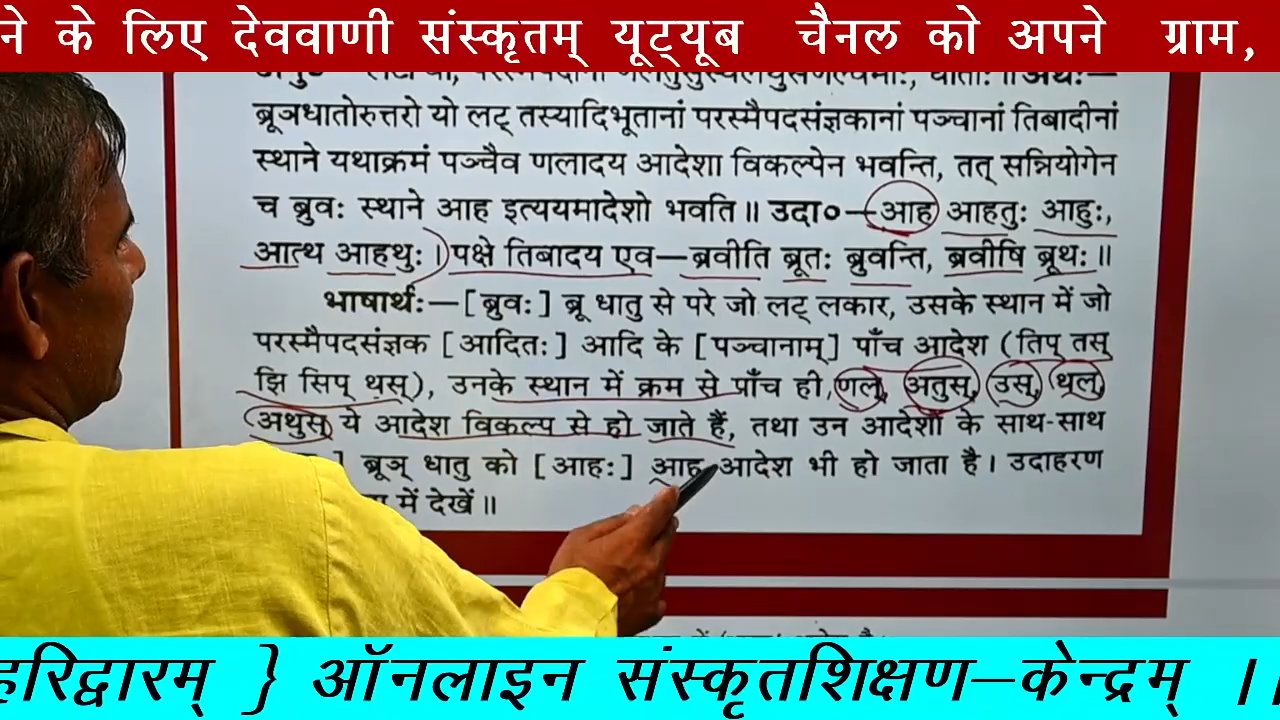 ने के लिए देववाणी संस्कृतम् यूट्यूब चैनल को अपने ग्राम,
ब्रूञधातोरुत्तरो यो लट् तस्यादिभूतानां परस्मैपदसंज्ञकानां पञ्चानां तिबादीनां
स्थाने यथाक्रमं पञ्चैव णलादय आदेशा विकल्पेन भवन्ति, तत् सन्नियोगेन
च ब्रुवः स्थाने आह इत्ययमादेशो भवति॥ उदा०—आह आहतुः आहुः,
आत्थ आहथुः। पक्षे तिबादय एव—ब्रवीति ब्रूतः ब्रुवन्ति, ब्रवीषि ब्रूथः॥
भाषार्थः—[ब्रुवः] ब्रू धातु से परे जो लट् लकार, उसके स्थान में जो
परस्मैपदसंज्ञक [आदितः] आदि के [पञ्चानाम्] पाँच आदेश (तिप् तस्
झि सिप् थस्), उनके स्थान में क्रम से पाँच ही, णल्, अतुस्, उस्, थल्,
अथुस् ये आदेश विकल्प से हो जाते हैं, तथा उन आदेशों के साथ-साथ
] ब्रूञ् धातु को [आहः] आह आदेश भी हो जाता है। उदाहरण
में देखें॥
हरिद्वारम् } ऑनलाइन संस्कृतशिक्षण–केन्द्रम् ।।